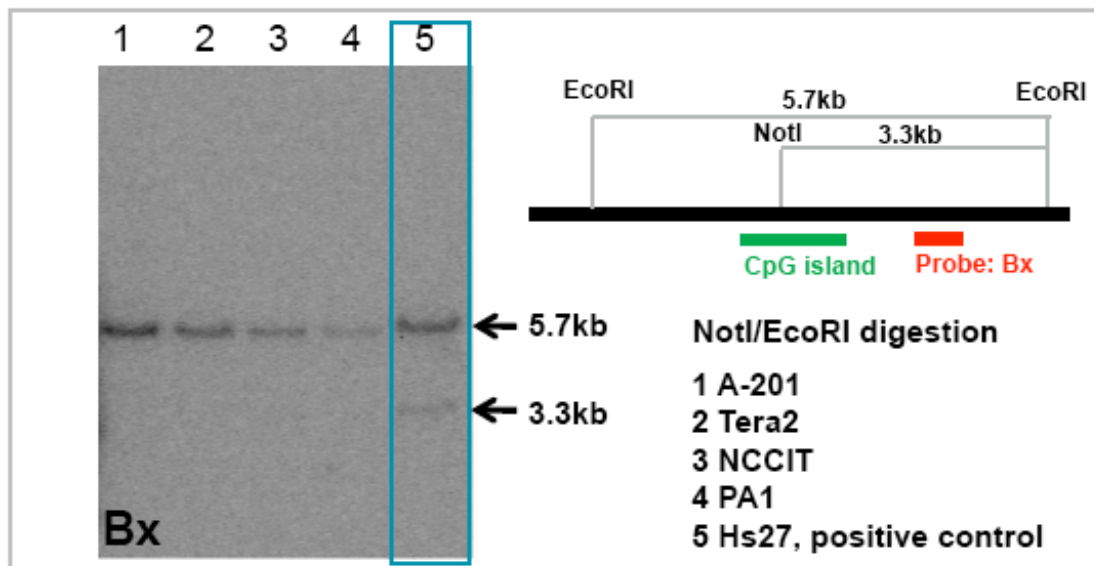 1 2 3 4 5
EcoRI 5.7kb EcoRI
NotI 3.3kb
CpG island Probe: Bx
5.7kb
3.3kb
Bx
NotI/EcoRI digestion
1 A-201
2 Tera2
3 NCCIT
4 PA1
5 Hs27, positive control